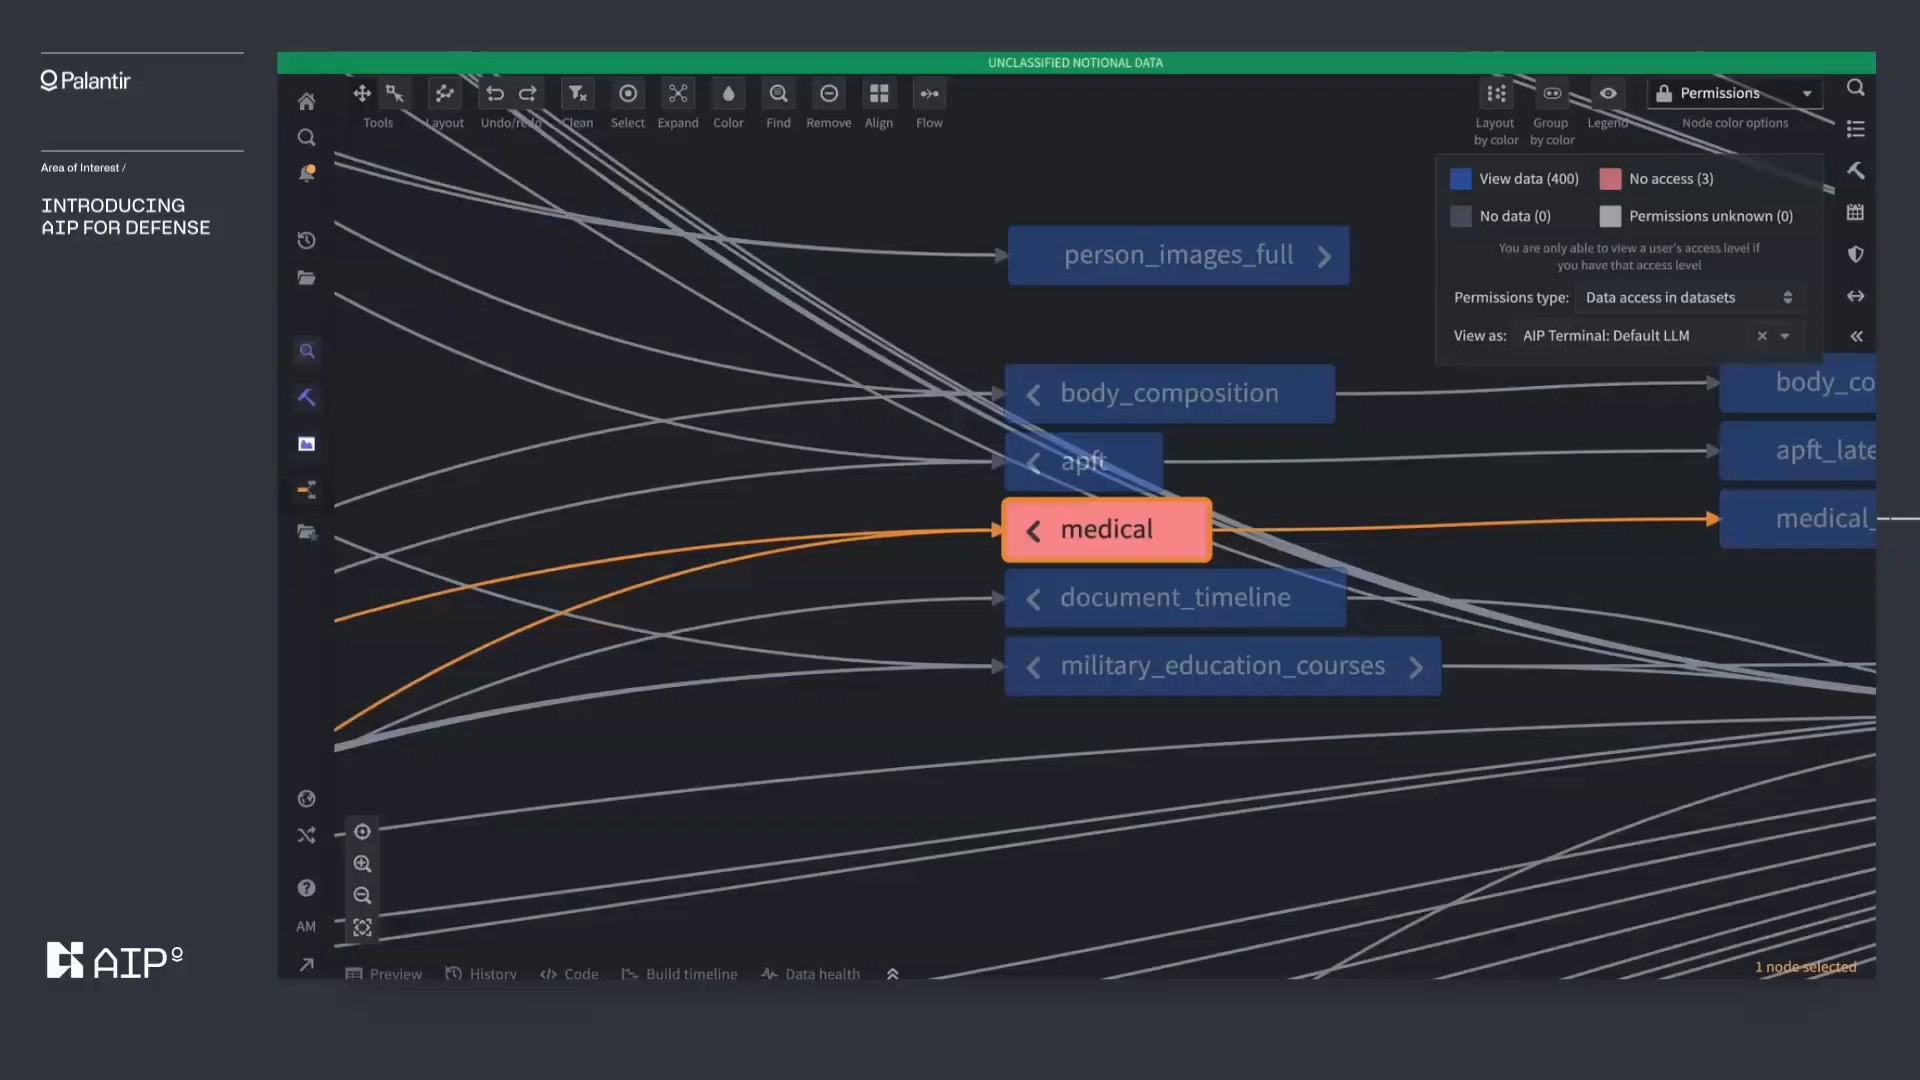 Palantir
Area of Interest /
INTRODUCING
AIP FOR DEFENSE
AIP
UNCLASSIFIED NOTIONAL DATA
Tools
Layout
Undo/redo
Clean
Select
Expand
Color
Find
Remove
Align
Flow
Layout
by color
Group
by color
Legend
Permissions
Node color options
View data (400)
No access (3)
No data (0)
Permissions unknown (0)
You are only able to view a user's access level if
you have that access level
Permissions type: Data access in datasets
View as: AIP Terminal: Default LLM
person_images_full
body_composition
body_co
apft
apft_late
medical
medical_
document_timeline
military_education_courses
AM
Preview
History
Code
Build timeline
Data health
1 node selected